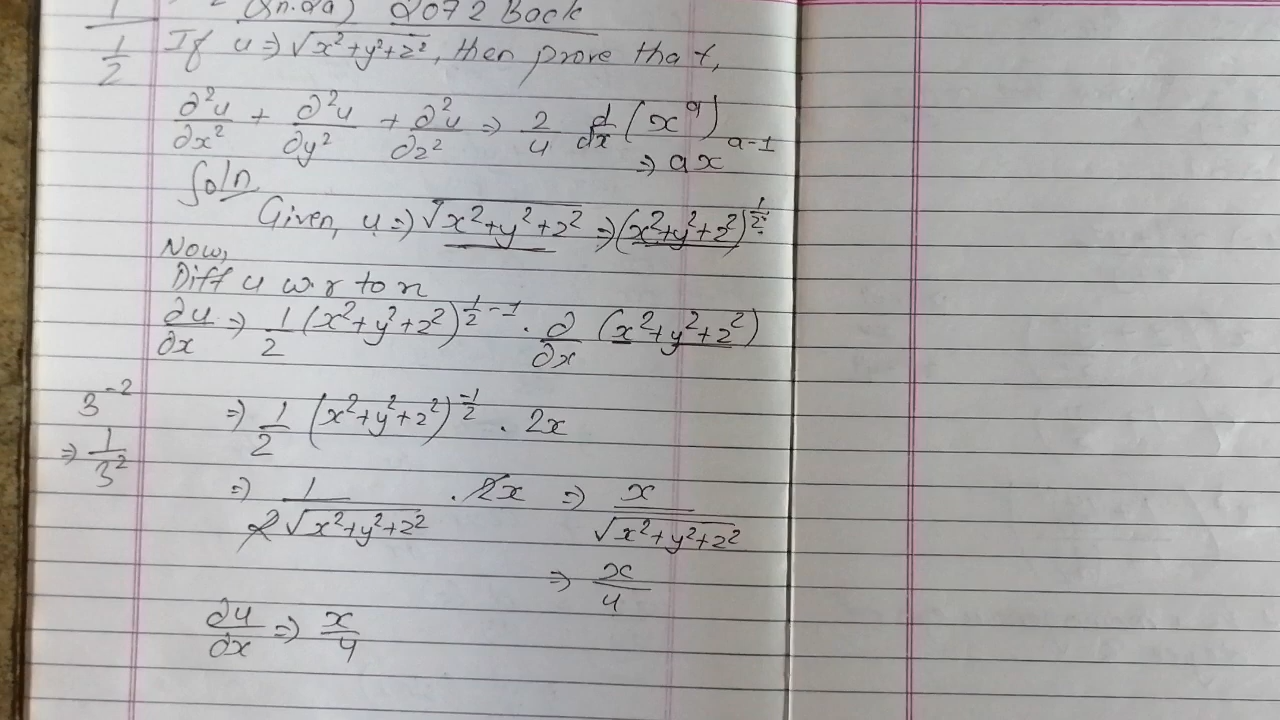 2072 Back
1/2 If u ⇒ √x²+y²+z², then prove that,
∂²u/∂x² + ∂²u/∂y² + ∂²u/∂z² ⇒ 2/u d/dx (x^a)
⇒ ax^a-1
Soln
Given, u ⇒ √x²+y²+z² ⇒ (x²+y²+z²)^1/2
Now,
Diff u w.r to x
∂u/∂x ⇒ 1/2 (x²+y²+z²)^1/2-1 . ∂/∂x (x²+y²+z²)
3^-2 ⇒ 1/2 (x²+y²+z²)^-1/2 . 2x
⇒ 1/3² ⇒ 1/2√x²+y²+z² . 2x ⇒ x/√x²+y²+z²
⇒ x/u
∂u/∂x ⇒ x/u